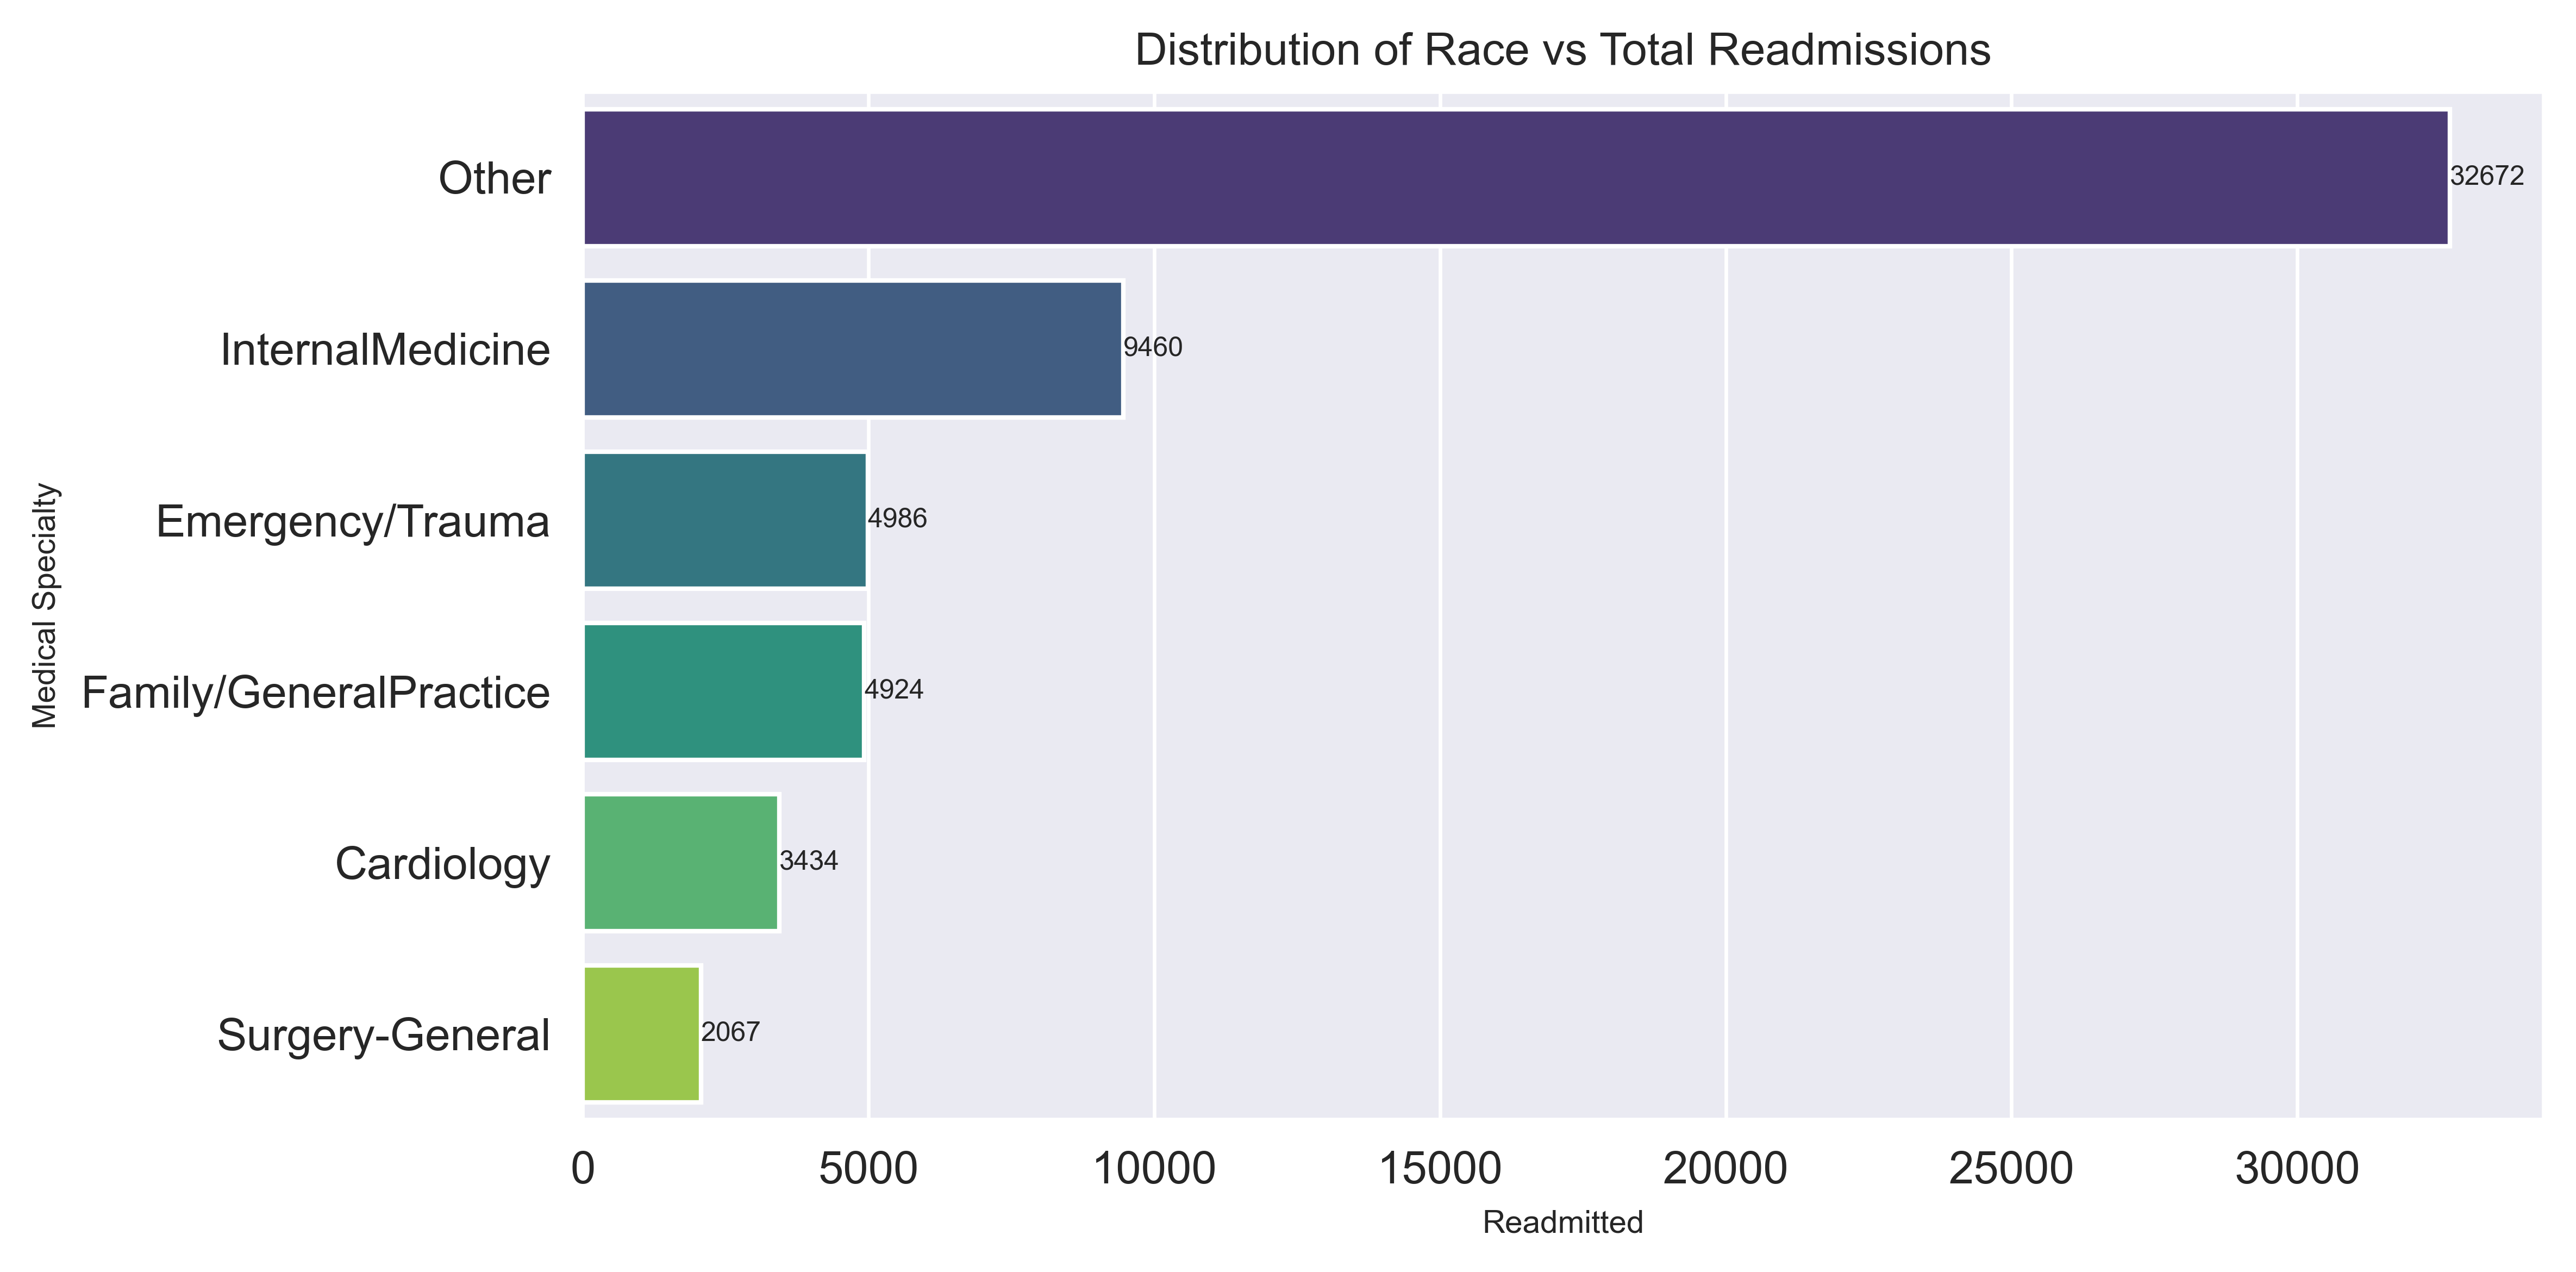 Distribution of Race vs Total Readmissions
Medical Specialty
Other
32672
InternalMedicine
9460
Emergency/Trauma
4986
Family/GeneralPractice
4924
Cardiology
3434
Surgery-General
2067
0 5000 10000 15000 20000 25000 30000
Readmitted